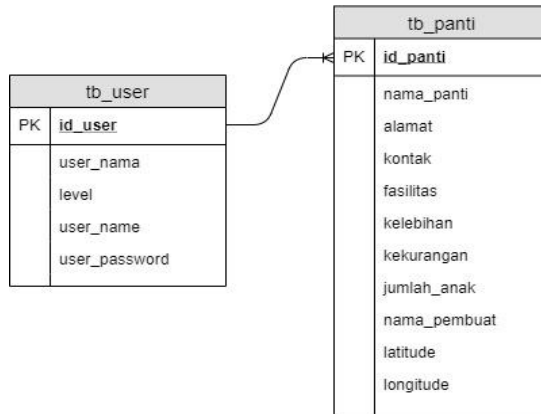 tb_user
PK id_user
user_nama
level
user_name
user_password
tb_panti
PK id_panti
nama_panti
alamat
kontak
fasilitas
kelebihan
kekurangan
jumlah_anak
nama_pembuat
latitude
longitude